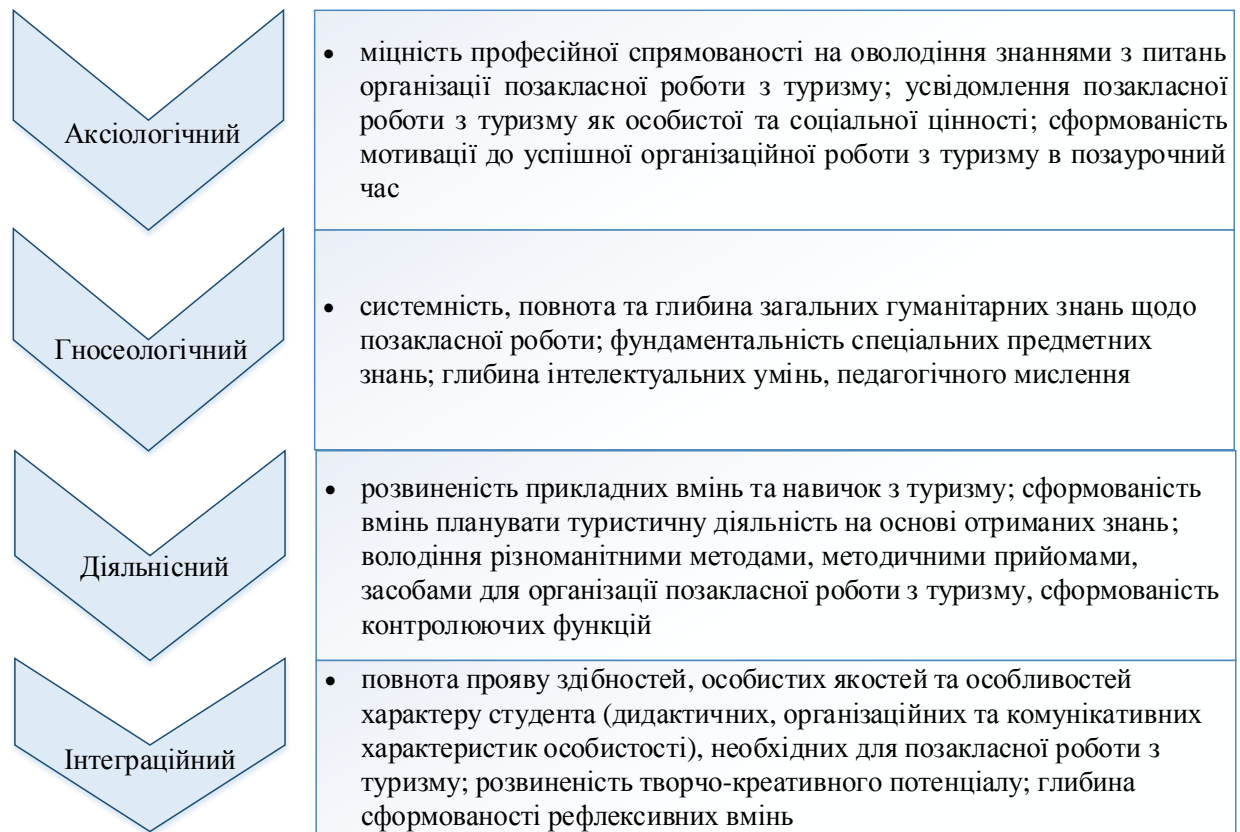 Аксіологічний
• міцність професійної спрямованості на оволодіння знаннями з питань
організації позакласної роботи з туризму; усвідомлення позакласної
роботи з туризму як особистої та соціальної цінності; сформованість
мотивації до успішної організаційної роботи з туризму в позаурочний
час
Гносеологічний
• системність, повнота та глибина загальних гуманітарних знань щодо
позакласної роботи; фундаментальність спеціальних предметних
знань; глибина інтелектуальних умінь, педагогічного мислення
Діяльнісний
• розвиненість прикладних вмінь та навичок з туризму; сформованість
вмінь планувати туристичну діяльність на основі отриманих знань;
володіння різноманітними методами, методичними прийомами,
засобами для організації позакласної роботи з туризму, сформованість
контролюючих функцій
Інтеграційний
• повнота прояву здібностей, особистих якостей та особливостей
характеру студента (дидактичних, організаційних та комунікативних
характеристик особистості), необхідних для позакласної роботи з
туризму; розвиненість творчо-креативного потенціалу; глибина
сформованості рефлексивних вмінь